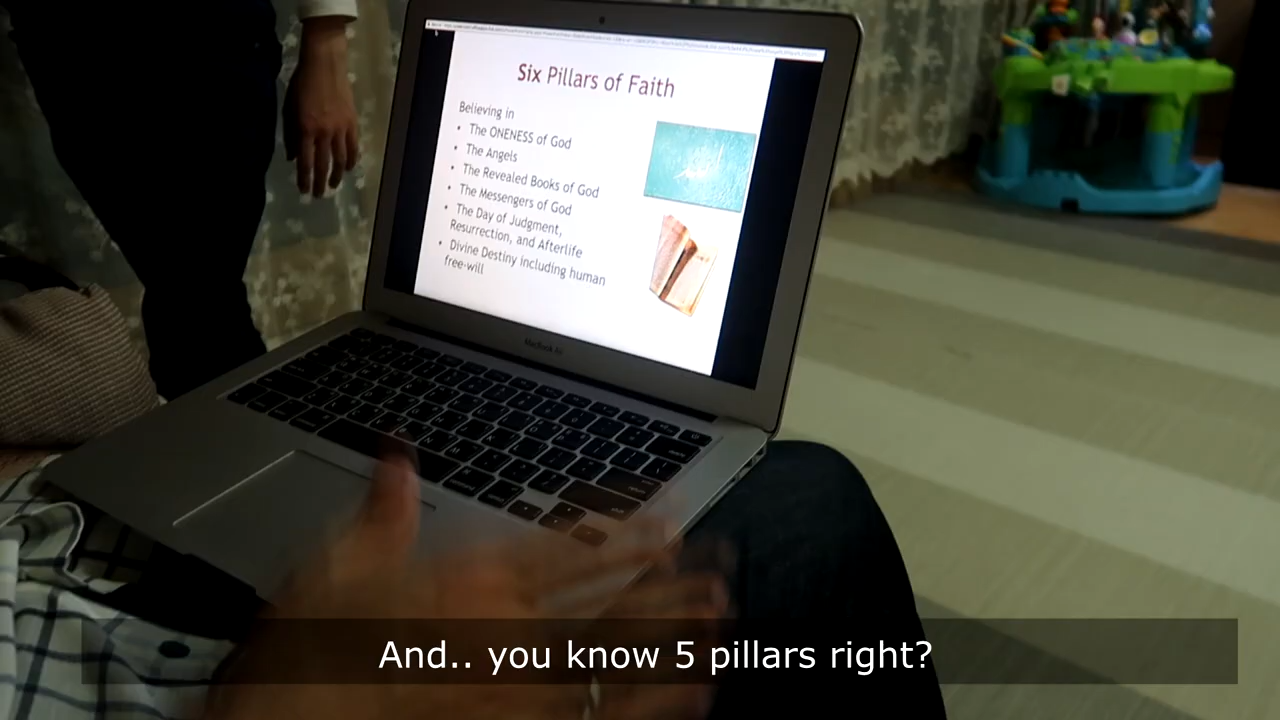 Six Pillars of Faith
Believing in
• The ONENESS of God
• The Angels
• The Revealed Books of God
• The Messengers of God
• The Day of Judgment,
Resurrection, and Afterlife
• Divine Destiny including human
free-will
MacBook Air
And.. you know 5 pillars right?